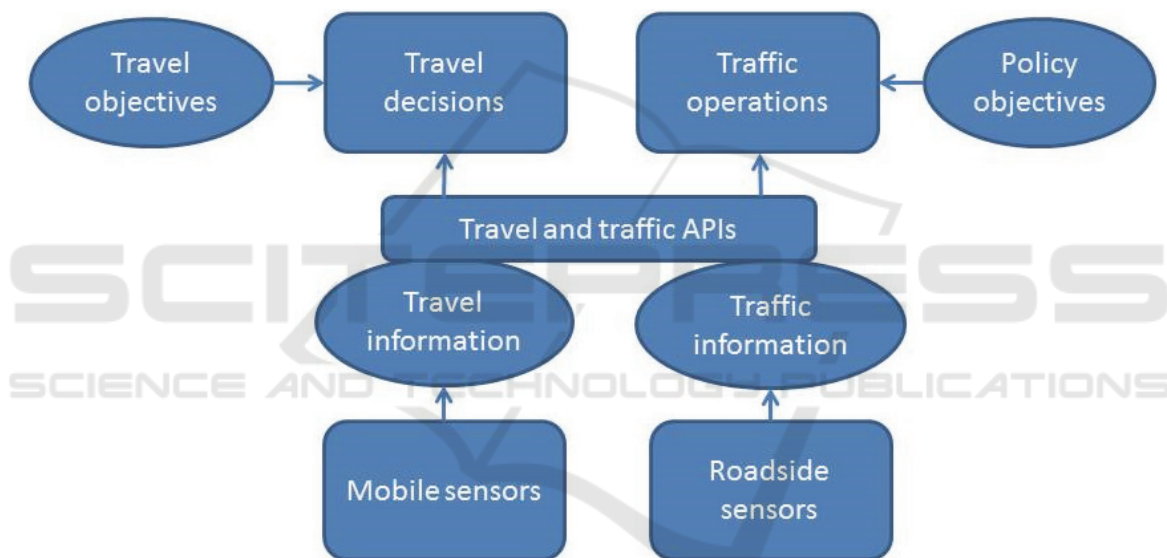 Travel
objectives
Travel
decisions
Traffic
operations
Policy
objectives
Travel and traffic APIs
SCITEPRESS
Travel
information
Traffic
information
SCIENCE AND TECHNOLOGY PUBLICATIONS
Mobile sensors
Roadside
sensors